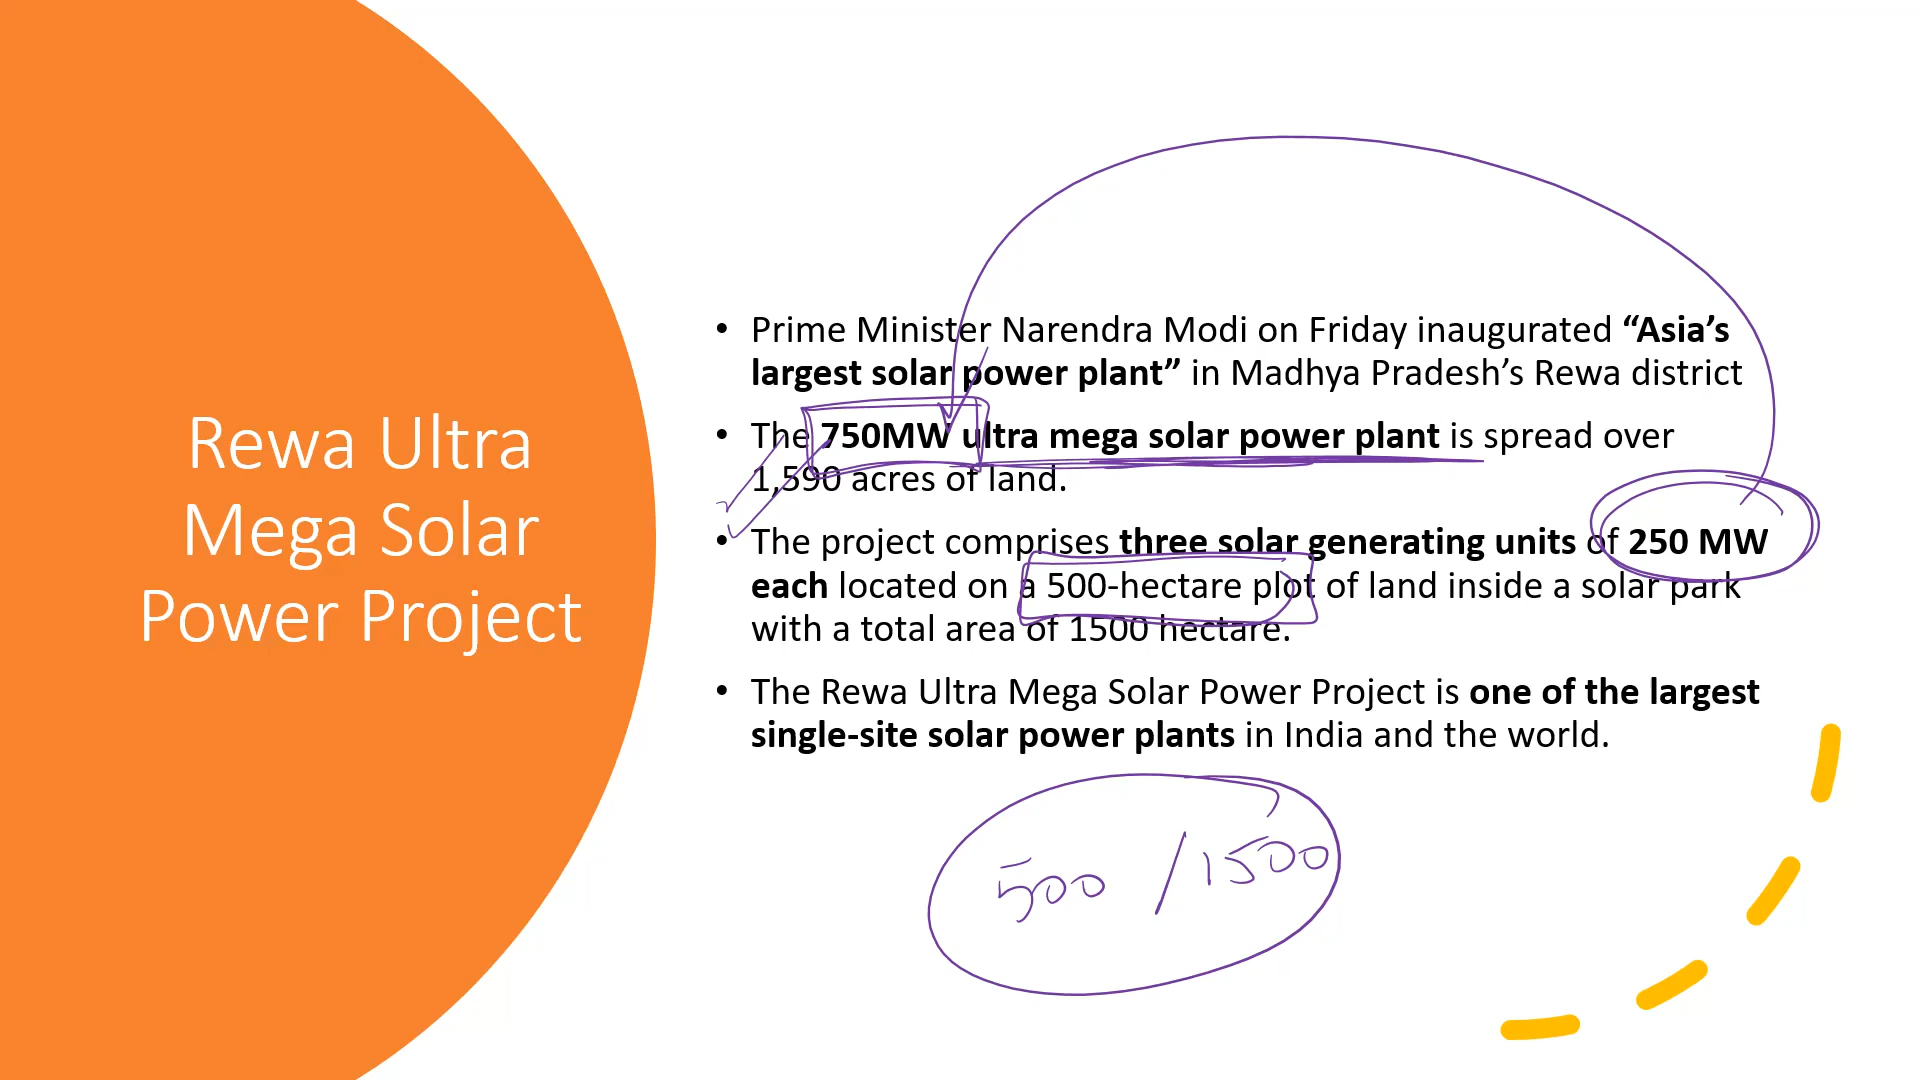 Rewa Ultra
Mega Solar
Power Project
• Prime Minister Narendra Modi on Friday inaugurated “Asia’s
largest solar power plant” in Madhya Pradesh’s Rewa district
• The 750MW ultra mega solar power plant is spread over
1,590 acres of land.
• The project comprises three solar generating units of 250 MW
each located on a 500-hectare plot of land inside a solar park
with a total area of 1500 hectare.
• The Rewa Ultra Mega Solar Power Project is one of the largest
single-site solar power plants in India and the world.
500 / 1500